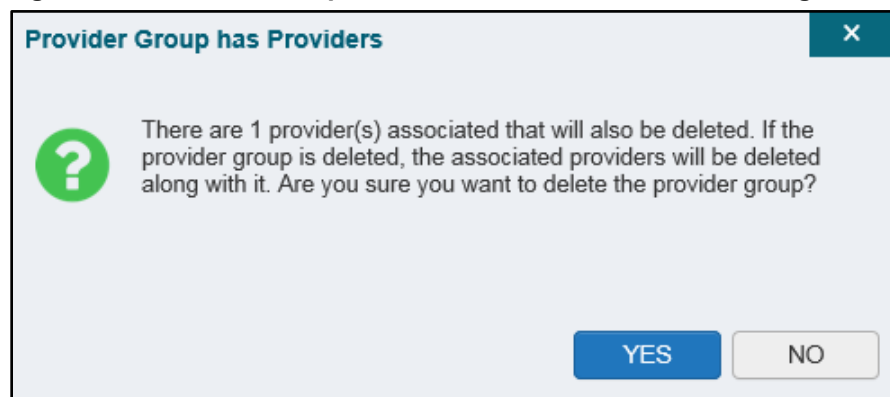 Provider Group has Providers
×
There are 1 provider(s) associated that will also be deleted. If the
provider group is deleted, the associated providers will be deleted
along with it. Are you sure you want to delete the provider group?
?
YES
NO